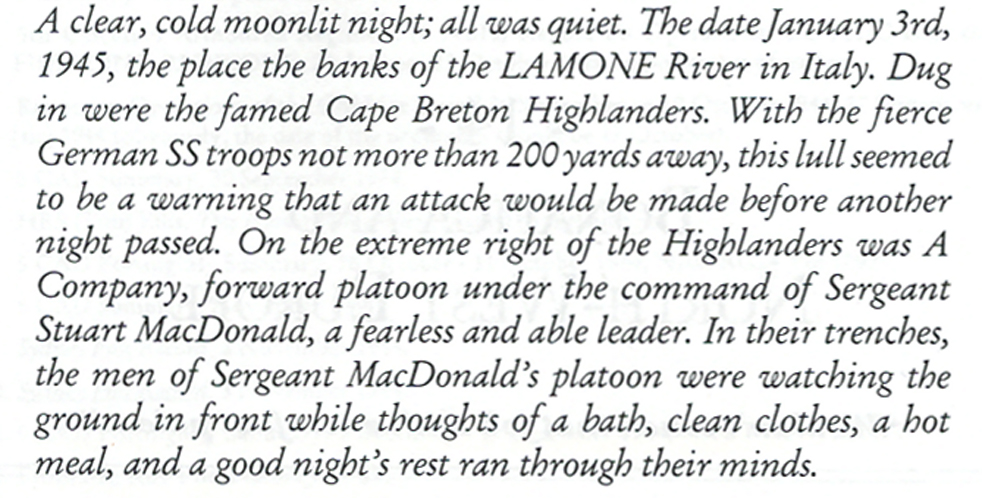 A clear, cold moonlit night; all was quiet. The date January 3rd,
1945, the place the banks of the LAMONE River in Italy. Dug
in were the famed Cape Breton Highlanders. With the fierce
German SS troops not more than 200 yards away, this lull seemed
to be a warning that an attack would be made before another
night passed. On the extreme right of the Highlanders was A
Company, forward platoon under the command of Sergeant
Stuart MacDonald, a fearless and able leader. In their trenches,
the men of Sergeant MacDonald's platoon were watching the
ground in front while thoughts of a bath, clean clothes, a hot
meal, and a good night's rest ran through their minds.